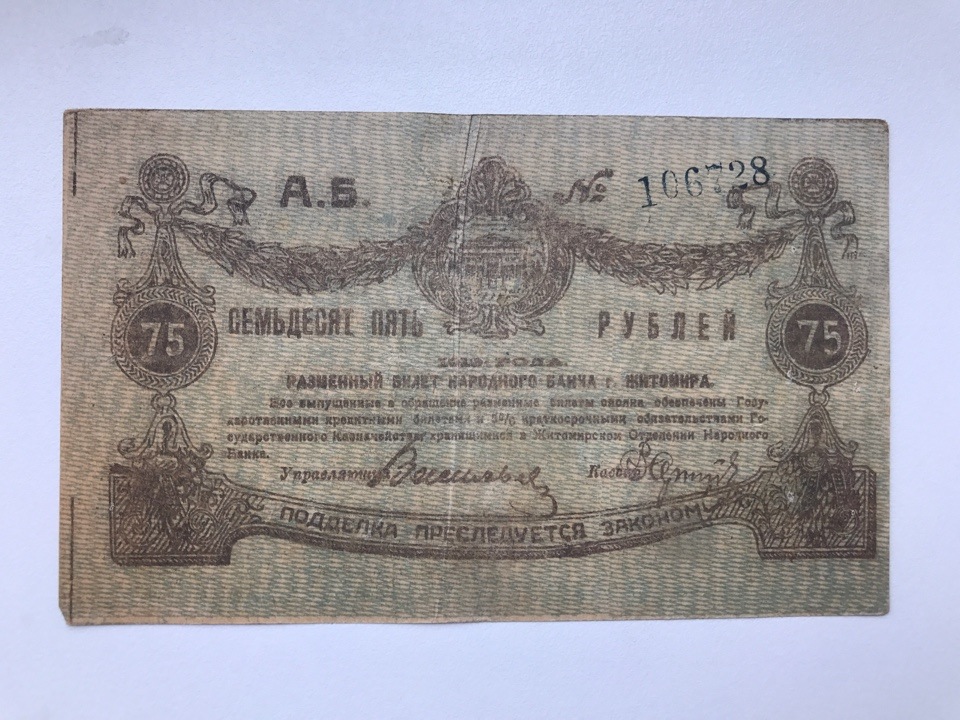 А.Б. № 106728
75 СЕМЬДЕСЯТ ПЯТЬ РУБЛЕЙ 75
1919 ГОДА.
РАЗМЕННЫЙ БИЛЕТ НАРОДНОГО БАНКА г. ЖИТОМИРА.
Все выпущенные в обращение разменные билеты сполна обеспечены Госу-
дарственными кредитными билетами и 5% краткосрочными обязательствами Го-
сударственного Казначейства хранящимися в Житомирском Отделении Народного
Банка.
Управляющий Кассир
ПОДДЕЛКА ПРЕСЛЕДУЕТСЯ ЗАКОНОМЪ